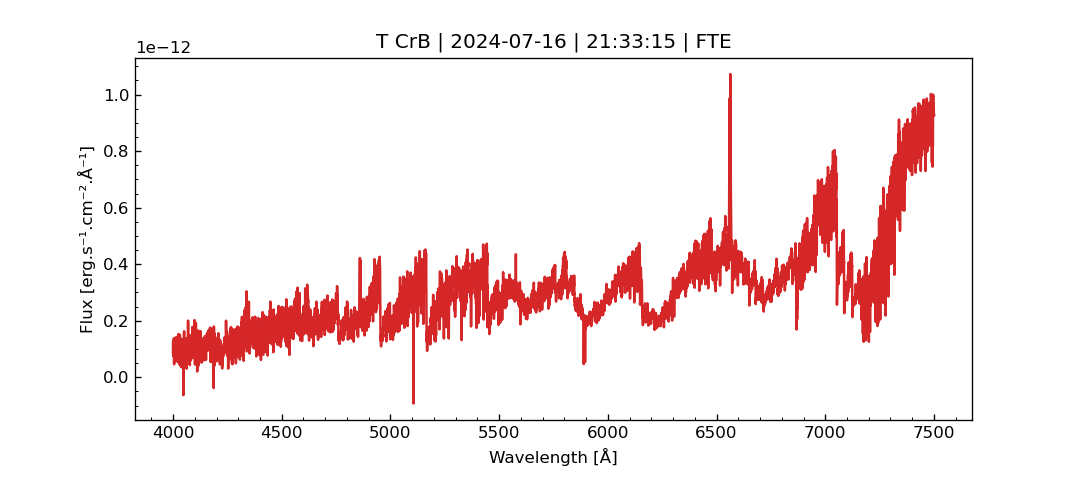 T CrB | 2024-07-16 | 21:33:15 | FTE
1e−12
1.0
0.8
0.6
0.4
0.2
0.0
Flux [erg.s⁻¹.cm⁻².Å⁻¹]
4000 4500 5000 5500 6000 6500 7000 7500
Wavelength [Å]